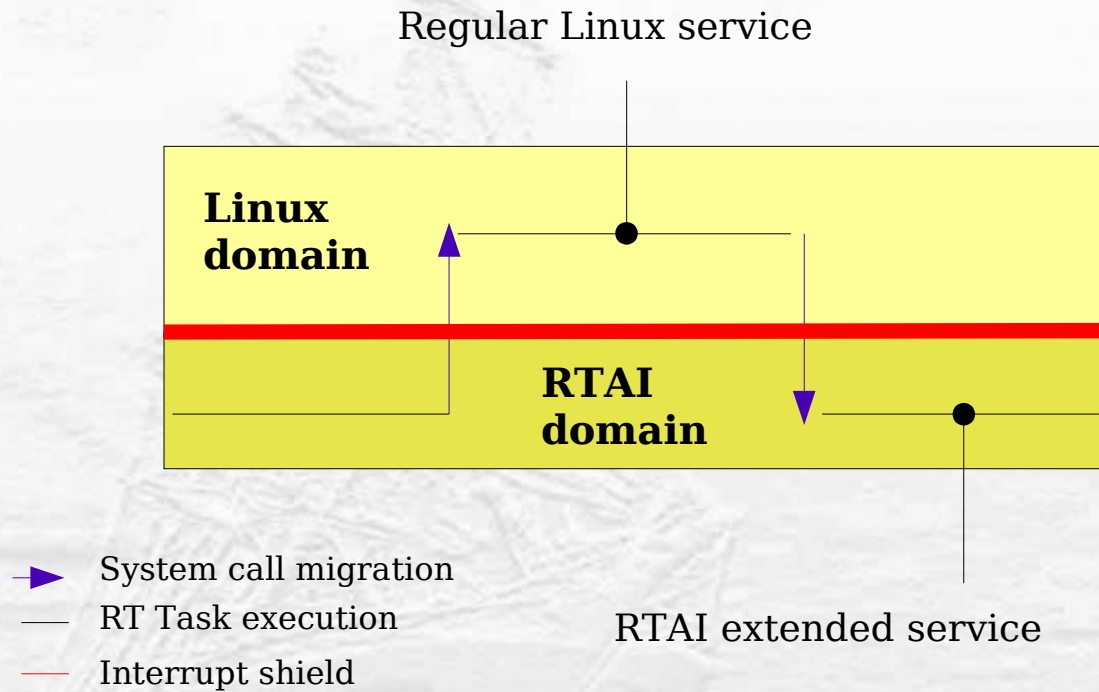 Regular Linux service
Linux
domain
RTAI
domain
System call migration
RT Task execution
RTAI extended service
Interrupt shield